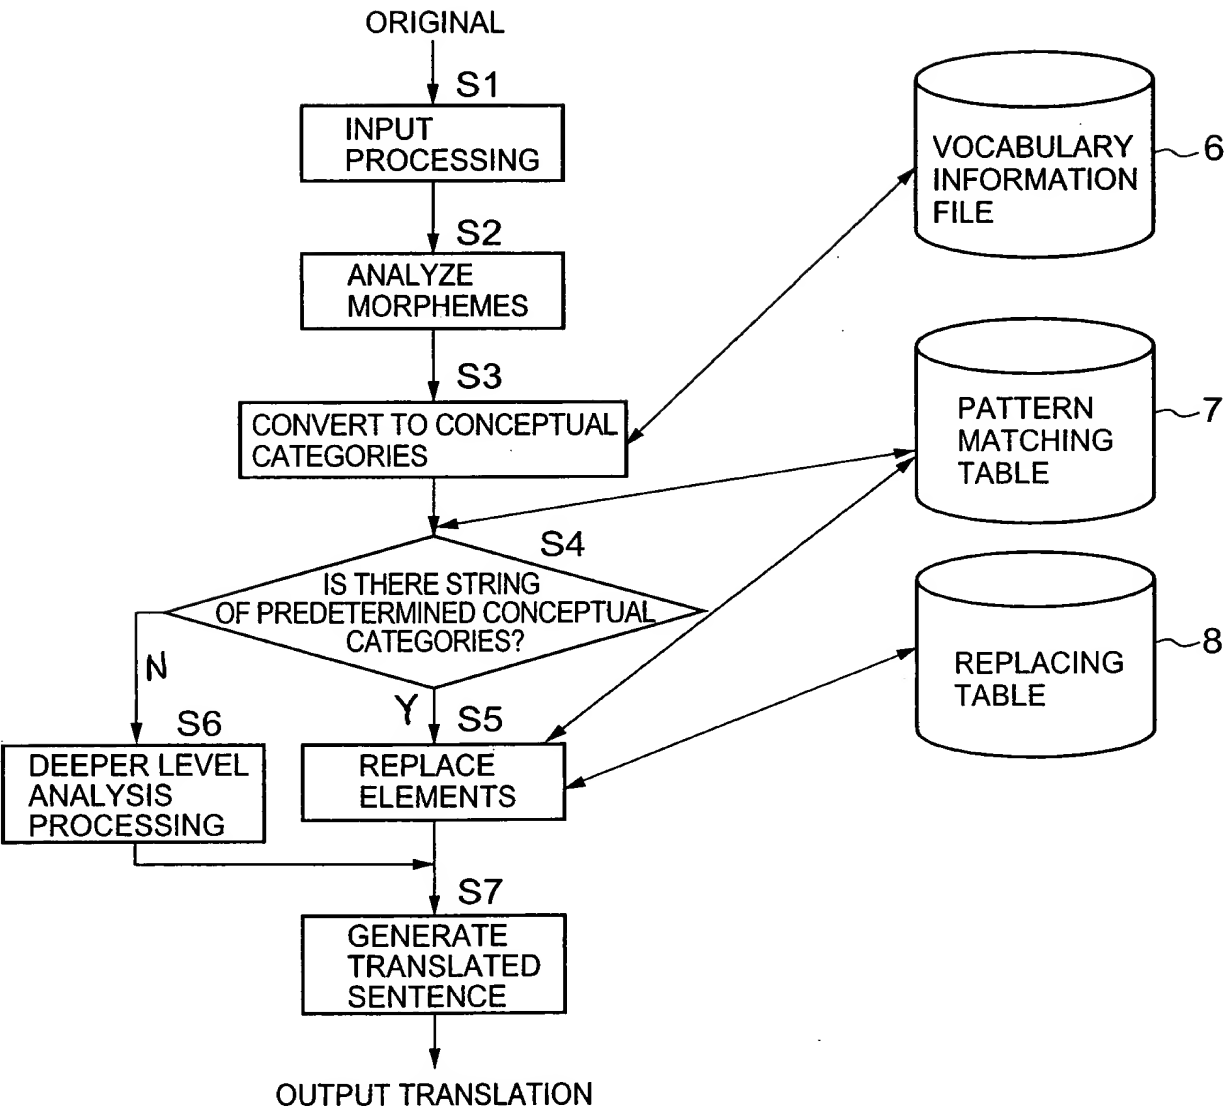 ORIGINAL
S1
INPUT
PROCESSING
S2
ANALYZE
MORPHEMES
S3
CONVERT TO CONCEPTUAL
CATEGORIES
S4
IS THERE STRING
OF PREDETERMINED CONCEPTUAL
CATEGORIES?
N
Y
S6
DEEPER LEVEL
ANALYSIS
PROCESSING
S5
REPLACE
ELEMENTS
S7
GENERATE
TRANSLATED
SENTENCE
OUTPUT TRANSLATION
VOCABULARY
INFORMATION
FILE
6
PATTERN
MATCHING
TABLE
7
REPLACING
TABLE
8